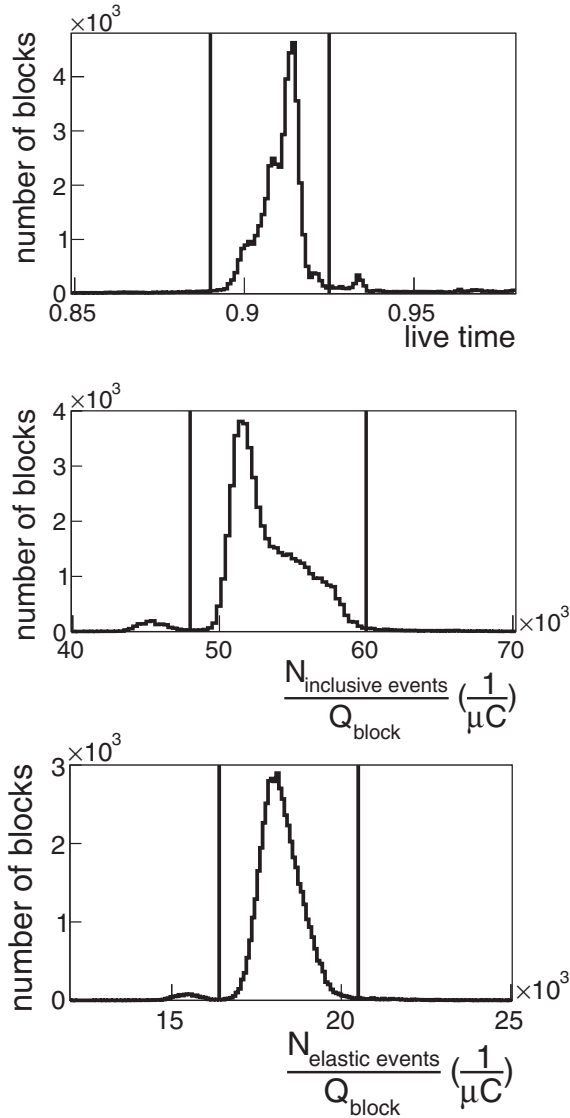 ×10³
number of blocks
4
3
2
1
0
0.85 0.9 0.95
live time
×10³
number of blocks
4
3
2
1
0
40 50 60 70 ×10³
N_inclusive events / Q_block (1/μC)
×10³
number of blocks
3
2
1
0
15 20 25 ×10³
N_elastic events / Q_block (1/μC)